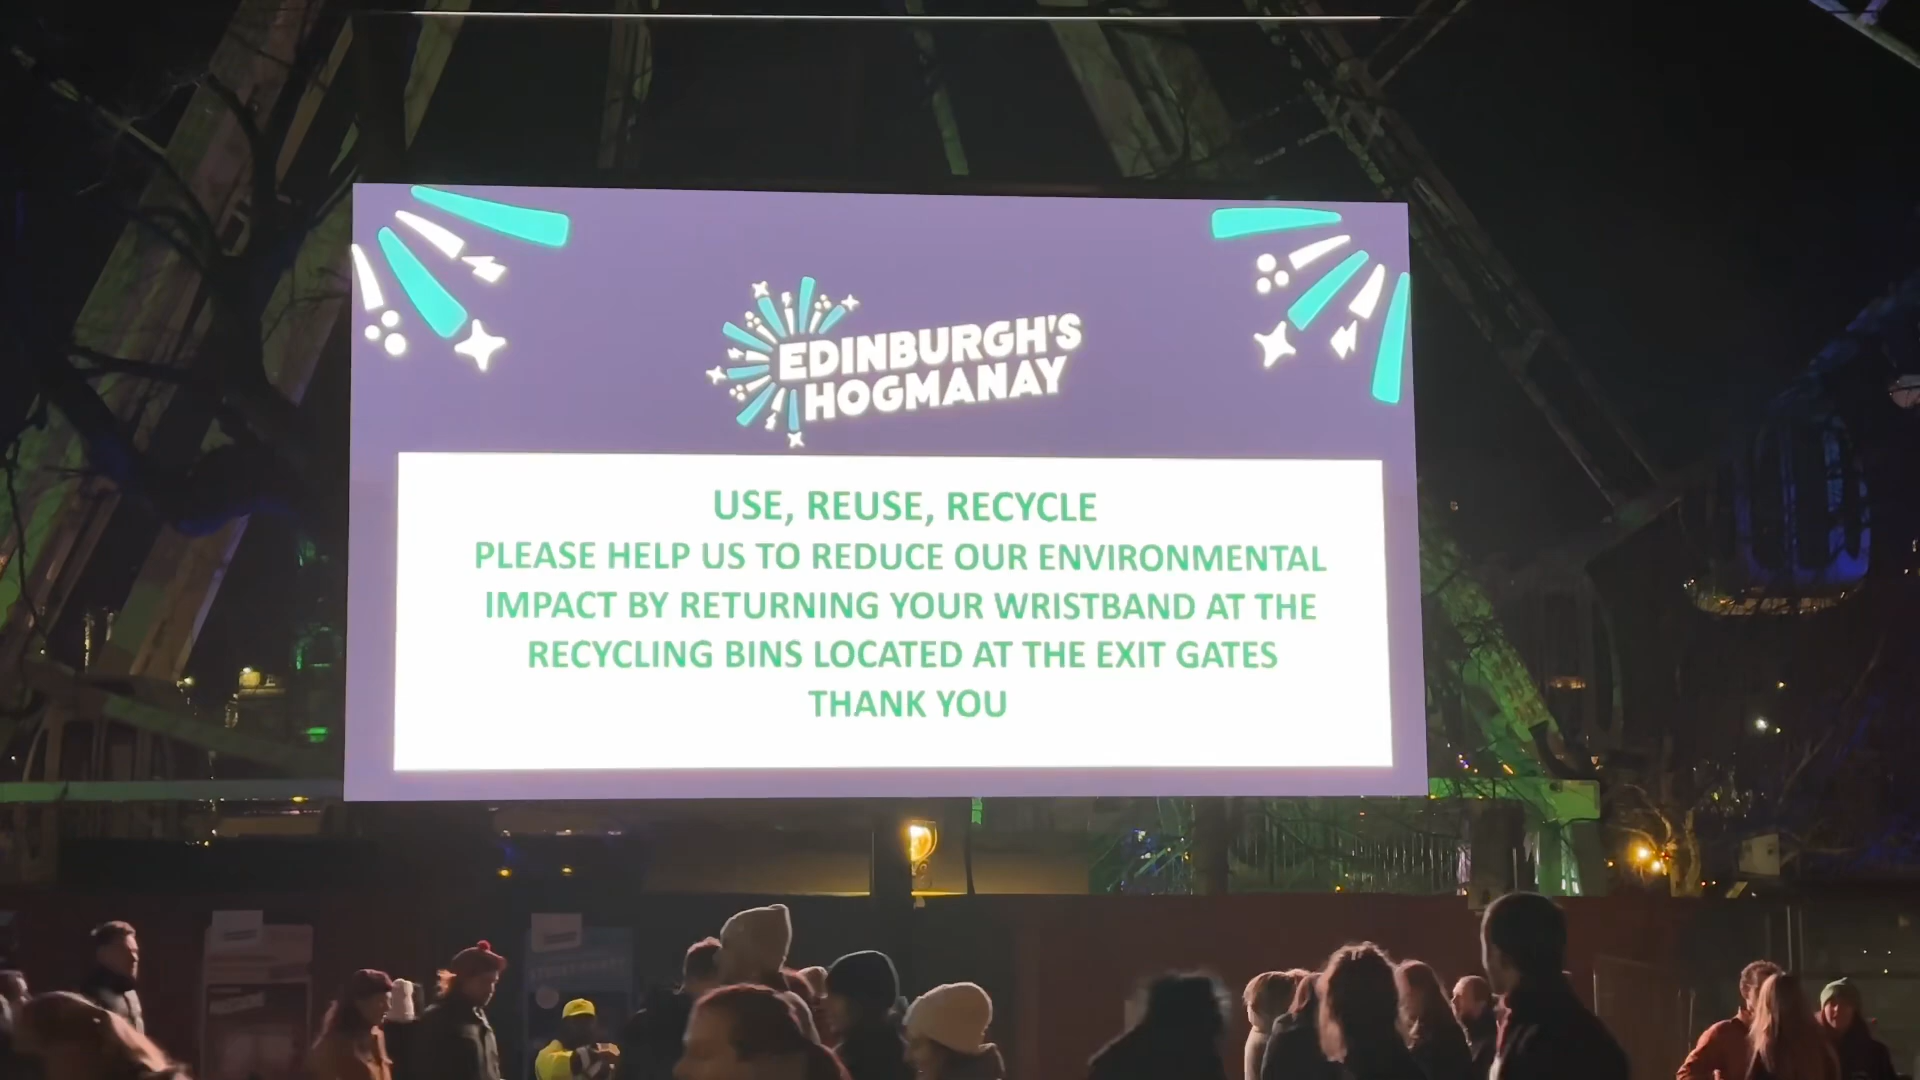 EDINBURGH'S
HOGMANAY
USE, REUSE, RECYCLE
PLEASE HELP US TO REDUCE OUR ENVIRONMENTAL
IMPACT BY RETURNING YOUR WRISTBAND AT THE
RECYCLING BINS LOCATED AT THE EXIT GATES
THANK YOU